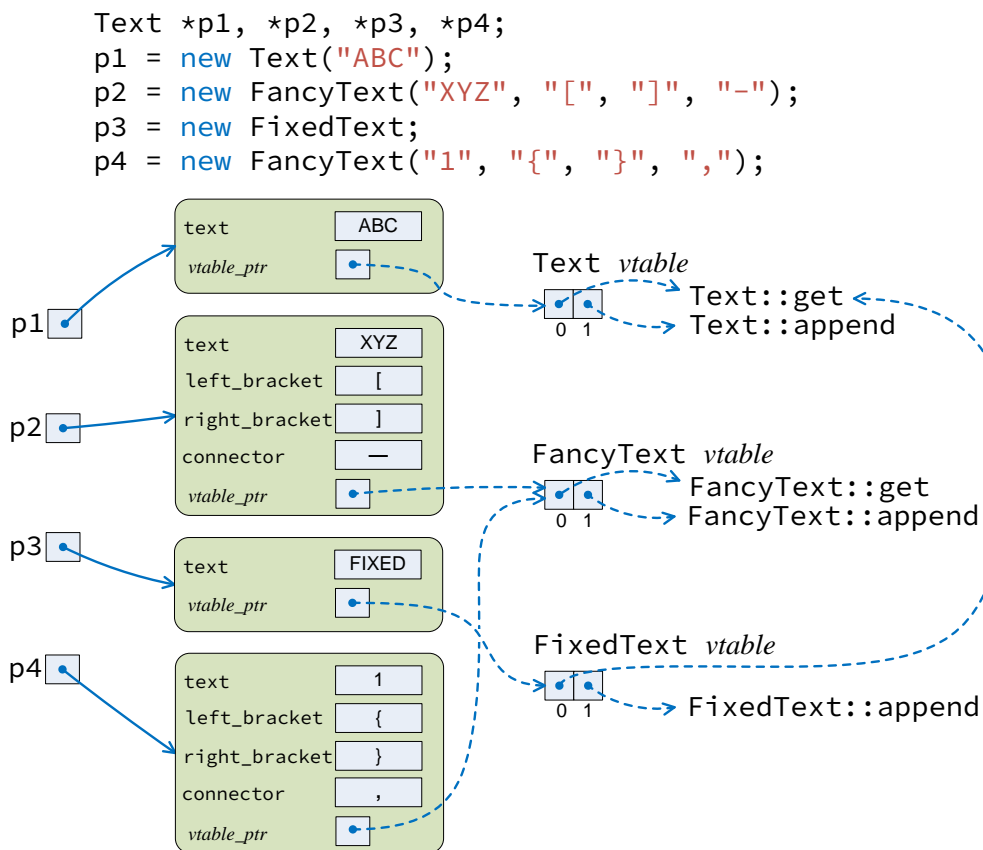 Text *p1, *p2, *p3, *p4;
p1 = new Text("ABC");
p2 = new FancyText("XYZ", "[", "]", "-");
p3 = new FixedText;
p4 = new FancyText("1", "{", "}", ",");
p1
text ABC
vtable_ptr
p2
text XYZ
left_bracket [
right_bracket ]
connector —
vtable_ptr
p3
text FIXED
vtable_ptr
p4
text 1
left_bracket {
right_bracket }
connector ,
vtable_ptr
Text vtable
0 1
Text::get
Text::append
FancyText vtable
0 1
FancyText::get
FancyText::append
FixedText vtable
0 1
FixedText::append